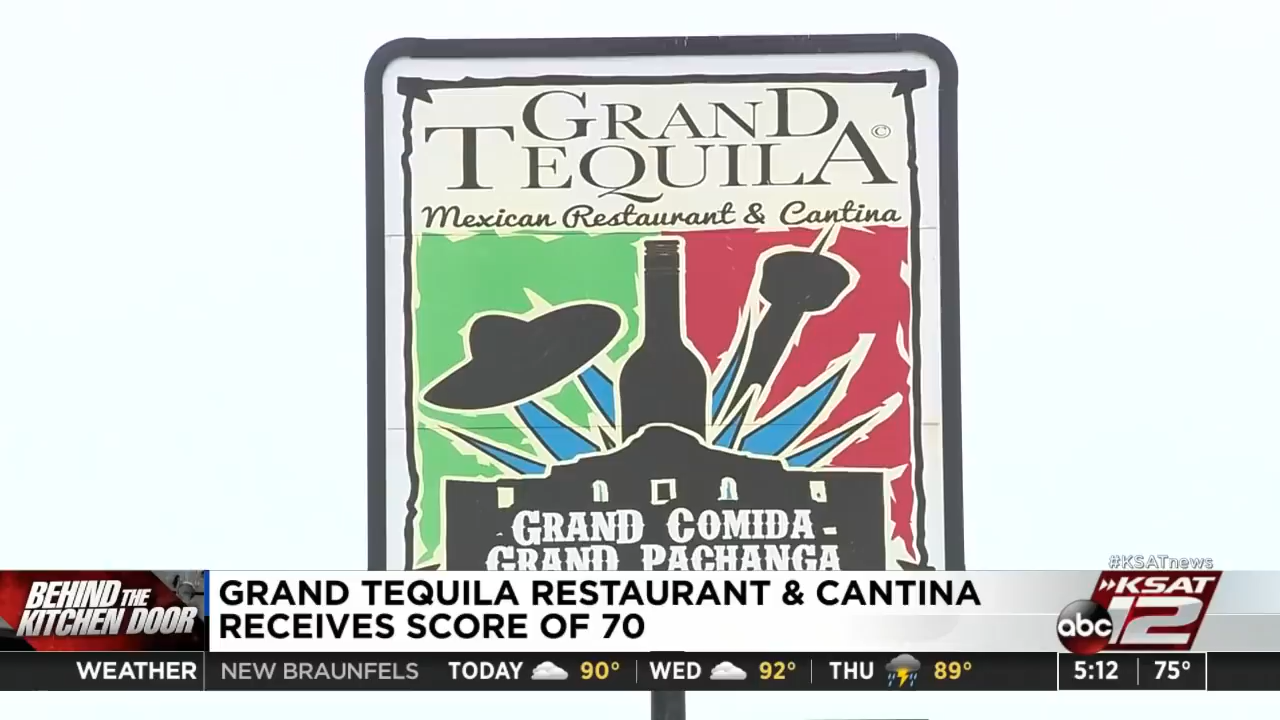 GRAND
TEQUILA©
Mexican Restaurant & Cantina
GRAND COMIDA-
GRAND PACHANGA
#KSATnews
BEHIND THE
KITCHEN DOOR
GRAND TEQUILA RESTAURANT & CANTINA
RECEIVES SCORE OF 70
abc
KSAT
12
WEATHER NEW BRAUNFELS TODAY 90° WED 92° THU 89° 5:12 75°